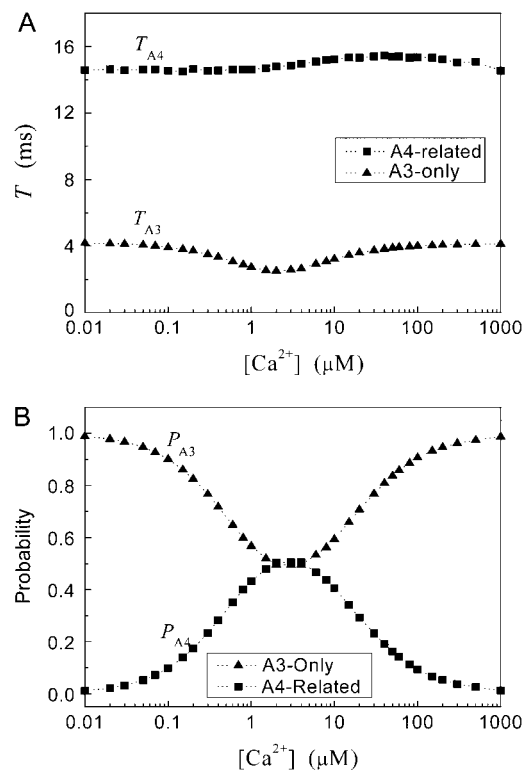 A
16
12
8
4
0
T (ms)
T_A4
A4-related
A3-only
T_A3
0.01 0.1 1 10 100 1000
[Ca²⁺] (μM)
B
1.0
0.8
0.6
0.4
0.2
0.0
Probability
P_A3
P_A4
A3-Only
A4-Related
0.01 0.1 1 10 100 1000
[Ca²⁺] (μM)